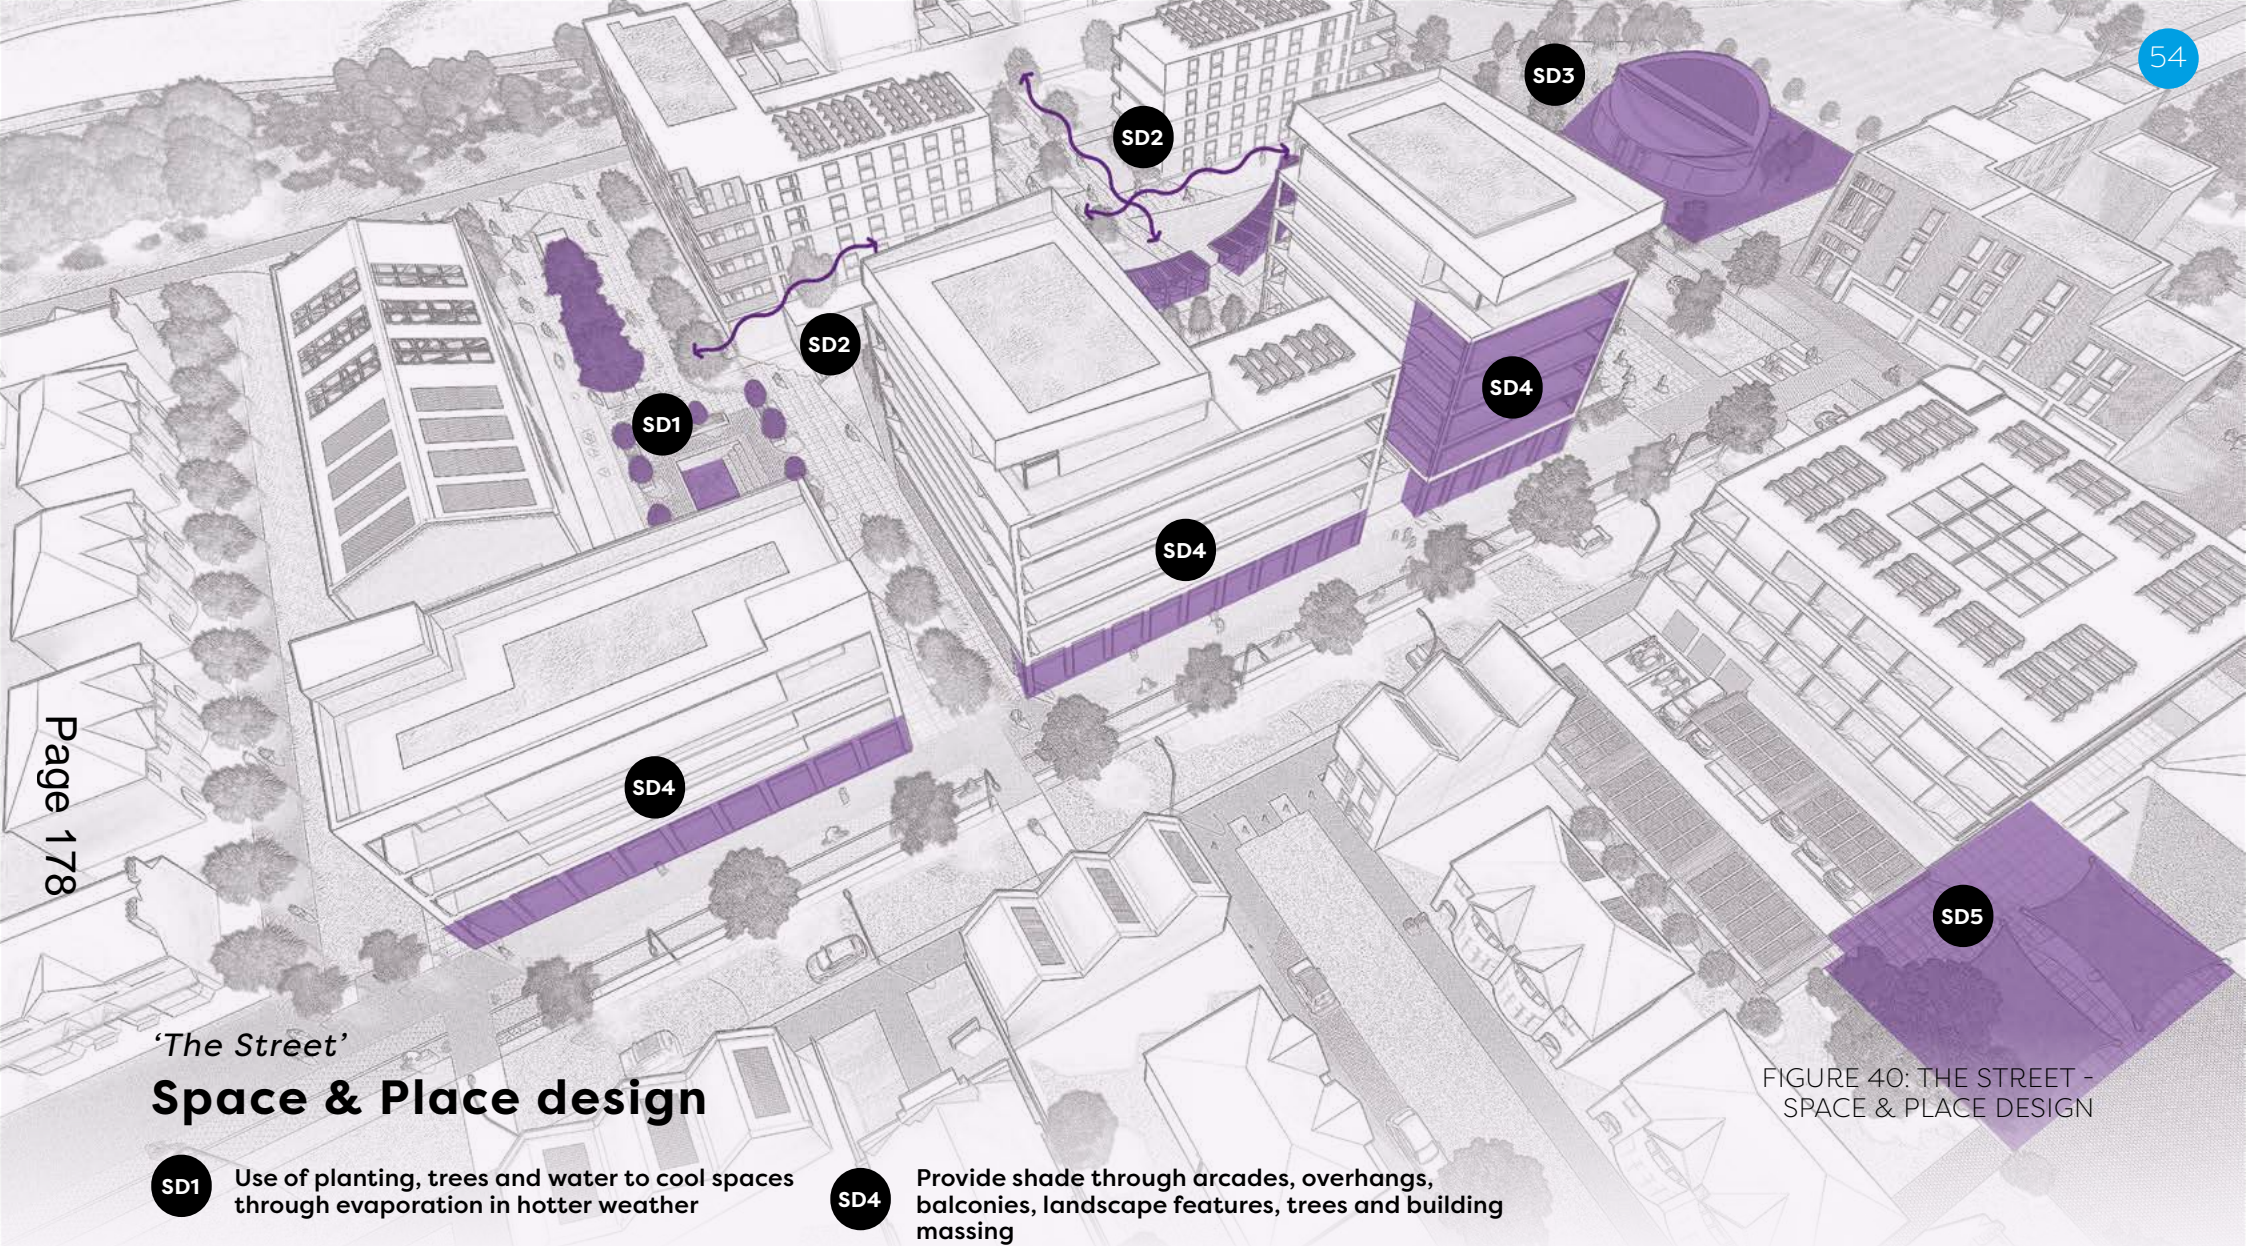 54
SD3
SD2
SD2
SD4
SD1
SD4
SD4
SD5
Page 178
‘The Street’
Space & Place design
FIGURE 40: THE STREET -
SPACE & PLACE DESIGN
SD1
Use of planting, trees and water to cool spaces
through evaporation in hotter weather
SD4
Provide shade through arcades, overhangs,
balconies, landscape features, trees and building
massing